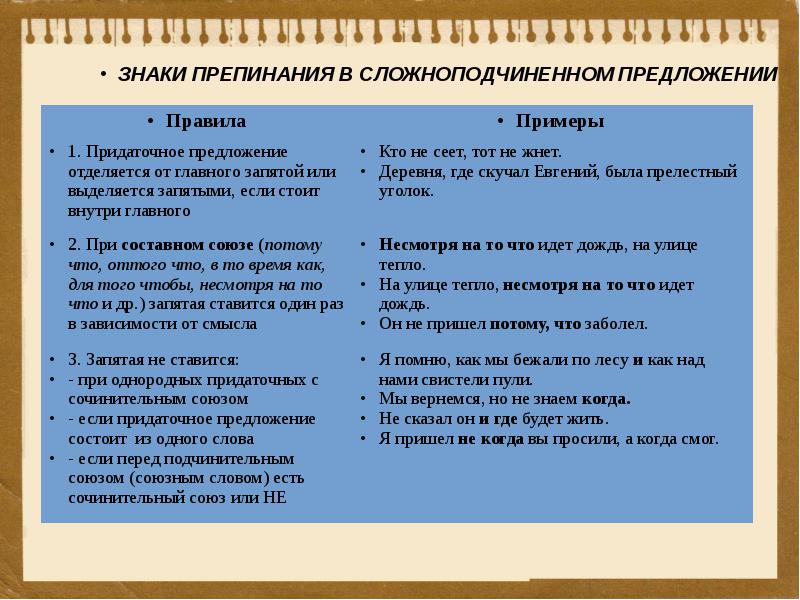 • ЗНАКИ ПРЕПИНАНИЯ В СЛОЖНОПОДЧИНЕННОМ ПРЕДЛОЖЕНИИ
• Правила
• 1. Придаточное предложение
отделяется от главного запятой или
выделяется запятыми, если стоит
внутри главного
• 2. При составном союзе (потому
что, оттого что, в то время как,
для того чтобы, несмотря на то
что и др.) запятая ставится один раз
в зависимости от смысла
• 3. Запятая не ставится:
• - при однородных придаточных с
сочинительным союзом
• - если придаточное предложение
состоит из одного слова
• - если перед подчинительным
союзом (союзным словом) есть
сочинительный союз или НЕ
• Примеры
• Кто не сеет, тот не жнет.
• Деревня, где скучал Евгений, была прелестный
уголок.
• Несмотря на то что идет дождь, на улице
тепло.
• На улице тепло, несмотря на то что идет
дождь.
• Он не пришел потому, что заболел.
• Я помню, как мы бежали по лесу и как над
нами свистели пули.
• Мы вернемся, но не знаем когда.
• Не сказал он и где будет жить.
• Я пришел не когда вы просили, а когда смог.